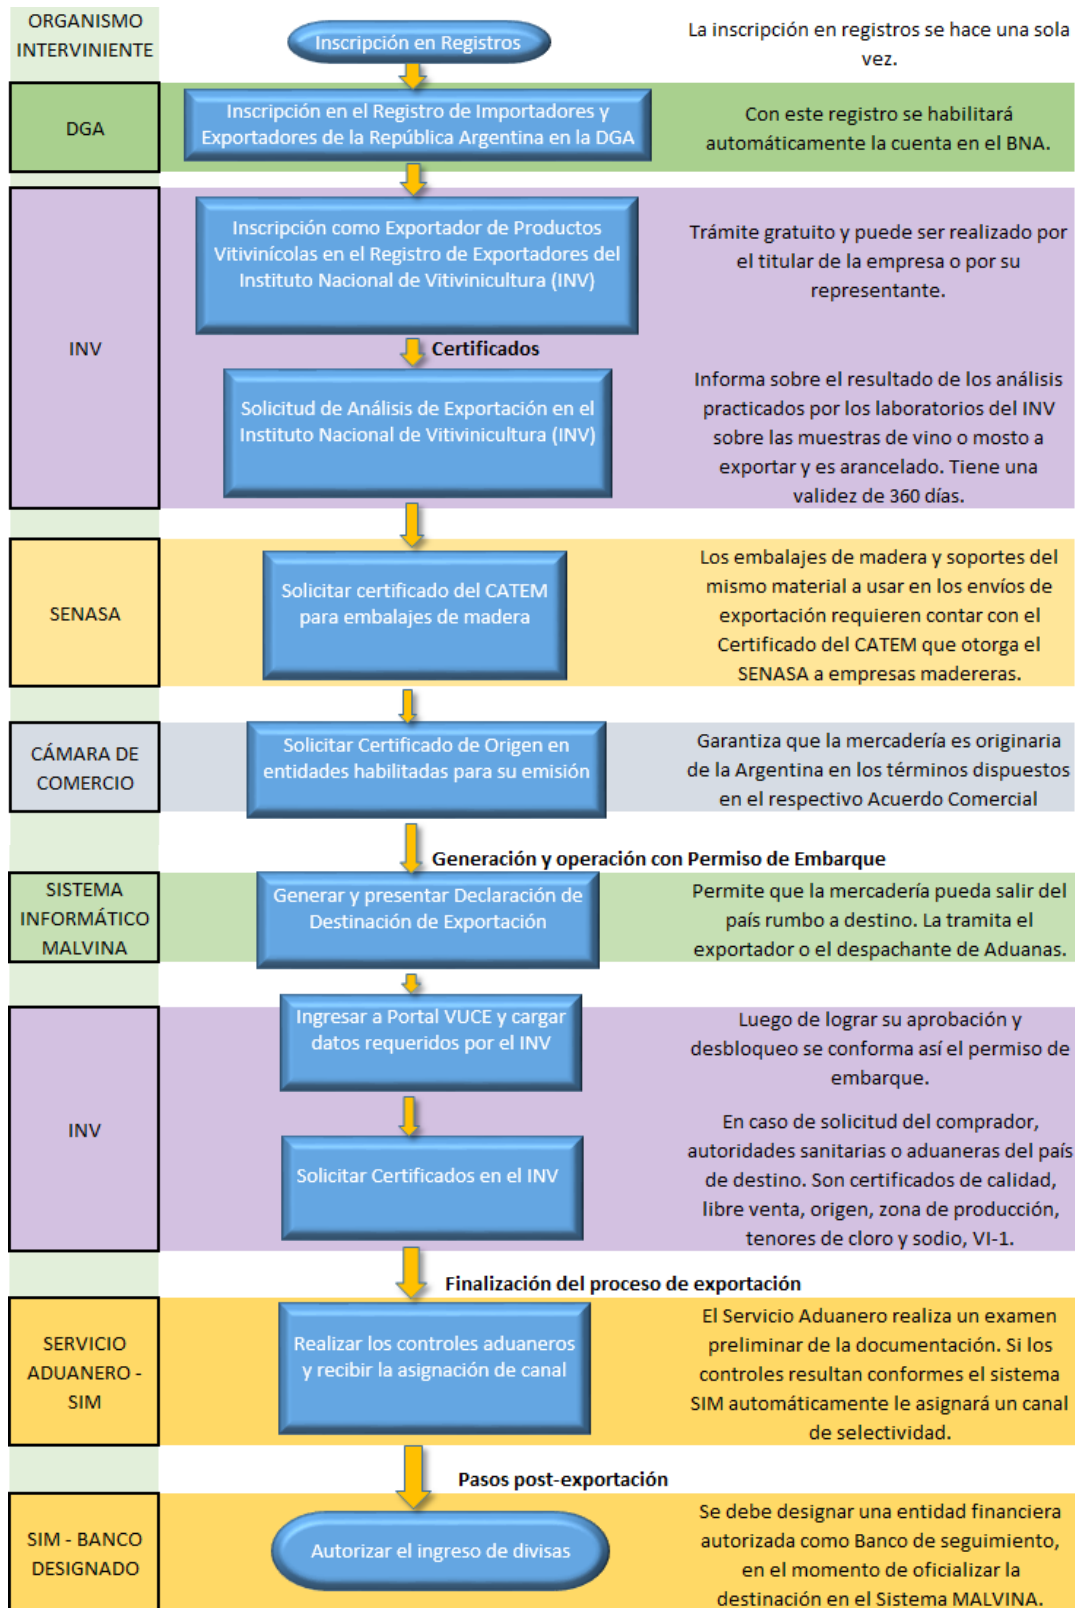 ORGANISMO
INTERVINIENTE
Inscripción en Registros
La inscripción en registros se hace una sola
vez.
DGA
Inscripción en el Registro de Importadores y
Exportadores de la República Argentina en la DGA
Con este registro se habilitará
automáticamente la cuenta en el BNA.
INV
Inscripción como Exportador de Productos
Vitivinícolas en el Registro de Exportadores del
Instituto Nacional de Vitivinicultura (INV)
Trámite gratuito y puede ser realizado por
el titular de la empresa o por su
representante.
Certificados
Solicitud de Análisis de Exportación en el
Instituto Nacional de Vitivinicultura (INV)
Informa sobre el resultado de los análisis
practicados por los laboratorios del INV
sobre las muestras de vino o mosto a
exportar y es arancelado. Tiene una
validez de 360 días.
SENASA
Solicitar certificado del CATEM
para embalajes de madera
Los embalajes de madera y soportes del
mismo material a usar en los envíos de
exportación requieren contar con el
Certificado del CATEM que otorga el
SENASA a empresas madereras.
CÁMARA DE
COMERCIO
Solicitar Certificado de Origen en
entidades habilitadas para su emisión
Garantiza que la mercadería es originaria
de la Argentina en los términos dispuestos
en el respectivo Acuerdo Comercial
Generación y operación con Permiso de Embarque
SISTEMA
INFORMÁTICO
MALVINA
Generar y presentar Declaración de
Destinación de Exportación
Permite que la mercadería pueda salir del
país rumbo a destino. La tramita el
exportador o el despachante de Aduanas.
INV
Ingresar a Portal VUCE y cargar
datos requeridos por el INV
Luego de lograr su aprobación y
desbloqueo se conforma así el permiso de
embarque.
Solicitar Certificados en el INV
En caso de solicitud del comprador,
autoridades sanitarias o aduaneras del país
de destino. Son certificados de calidad,
libre venta, origen, zona de producción,
tenores de cloro y sodio, VI-1.
Finalización del proceso de exportación
SERVICIO
ADUANERO -
SIM
Realizar los controles aduaneros
y recibir la asignación de canal
El Servicio Aduanero realiza un examen
preliminar de la documentación. Si los
controles resultan conformes el sistema
SIM automáticamente le asignará un canal
de selectividad.
Pasos post-exportación
SIM - BANCO
DESIGNADO
Autorizar el ingreso de divisas
Se debe designar una entidad financiera
autorizada como Banco de seguimiento,
en el momento de oficializar la
destinación en el Sistema MALVINA.